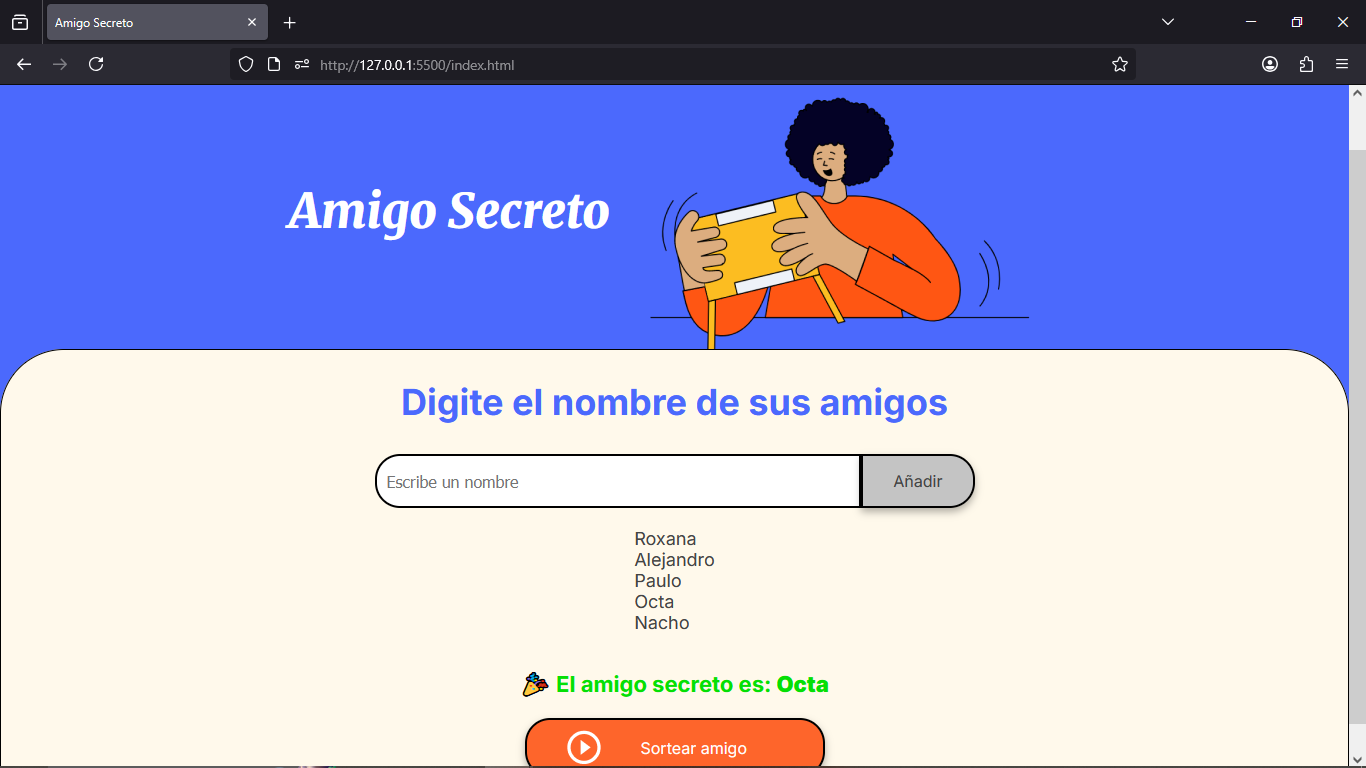 Amigo Secreto
http://127.0.0.1:5500/index.html
Amigo Secreto
Digite el nombre de sus amigos
Escribe un nombre
Añadir
Roxana
Alejandro
Paulo
Octa
Nacho
🎉 El amigo secreto es: Octa
Sortear amigo